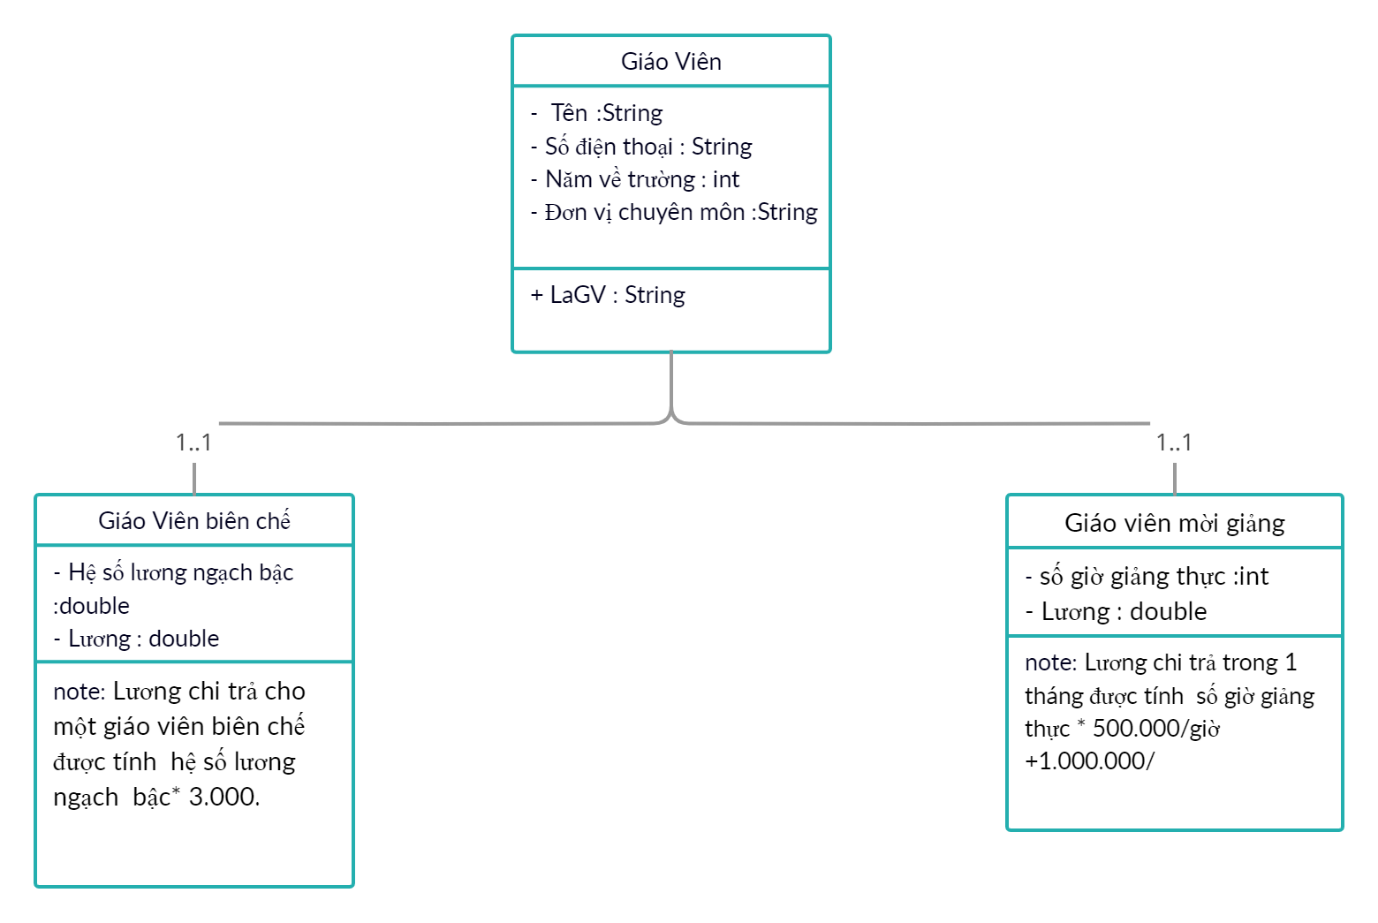 Giáo Viên
- Tên :String
- Số điện thoại : String
- Năm về trường : int
- Đơn vị chuyên môn :String
+ LaGV : String
1..1
1..1
Giáo Viên biên chế
- Hệ số lương ngạch bậc
:double
- Lương : double
note: Lương chi trả cho
một giáo viên biên chế
được tính hệ số lương
ngạch bậc* 3.000.
Giáo viên mời giảng
- số giờ giảng thực :int
- Lương : double
note: Lương chi trả trong 1
tháng được tính số giờ giảng
thực * 500.000/giờ
+1.000.000/